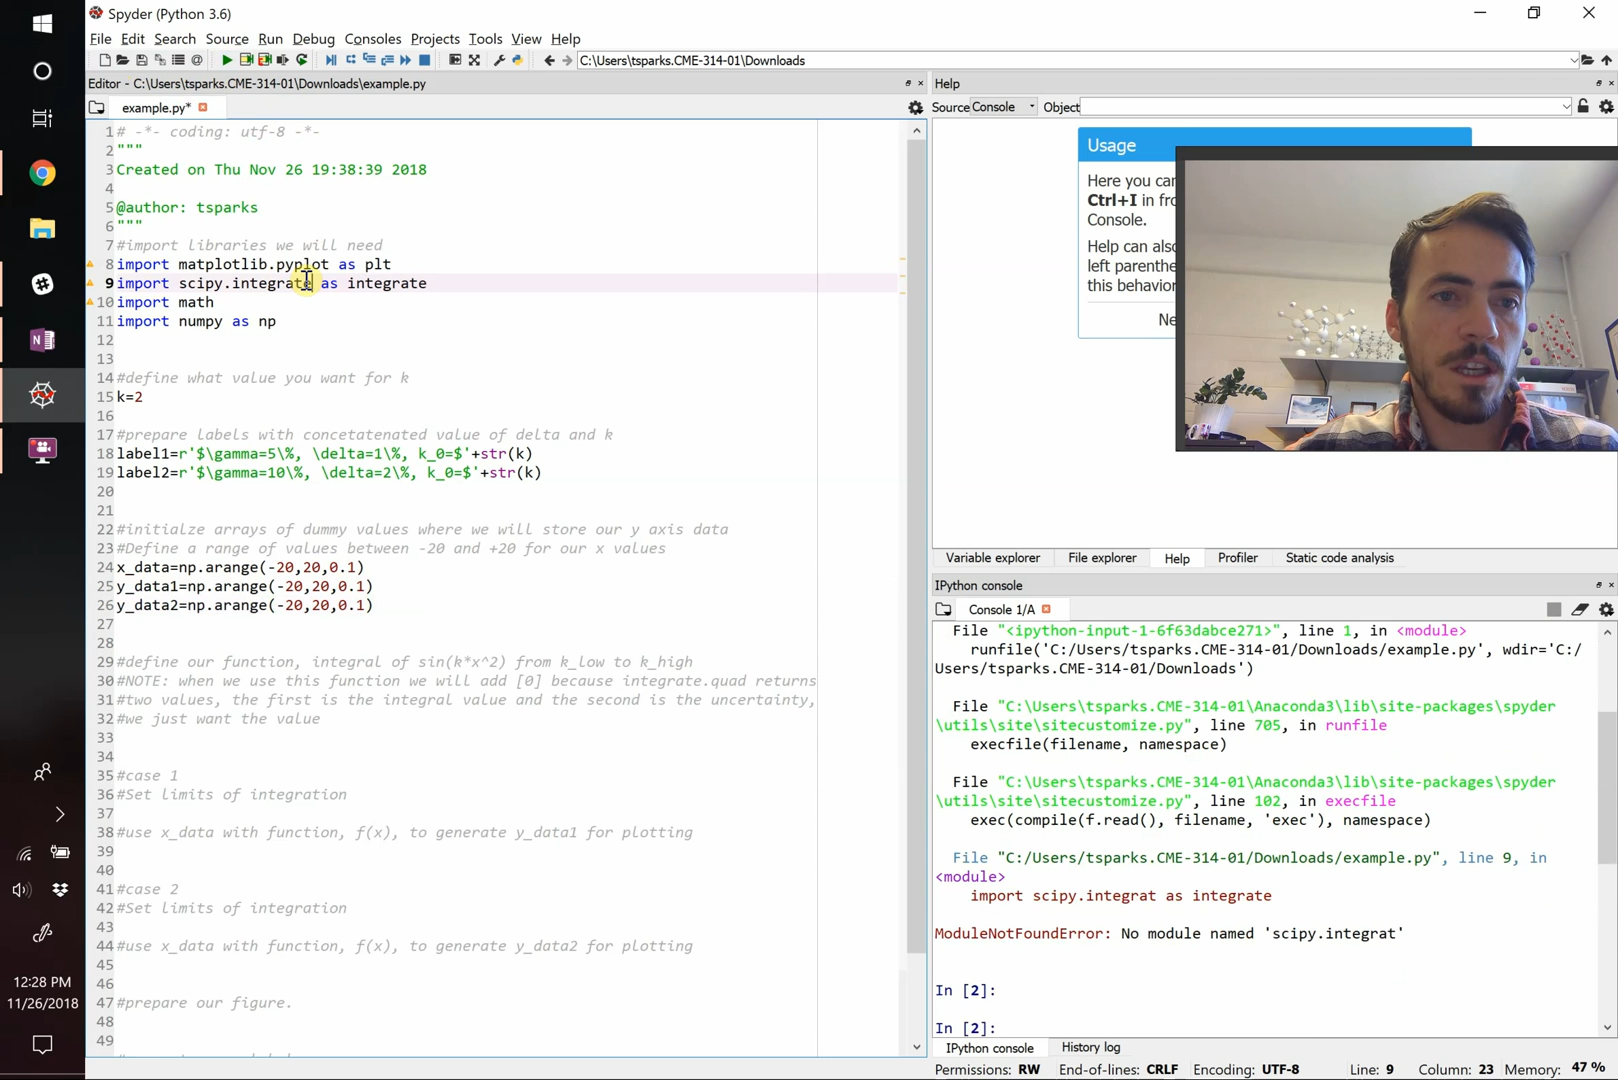 Spyder (Python 3.6)
File Edit Search Source Run Debug Consoles Projects Tools View Help
C:\Users\tsparks.CME-314-01\Downloads
Editor - C:\Users\tsparks.CME-314-01\Downloads\example.py
example.py*
1 # -*- coding: utf-8 -*-
2 """
3 Created on Thu Nov 26 19:38:39 2018
4
5 @author: tsparks
6 """
7 #import libraries we will need
8 import matplotlib.pyplot as plt
9 import scipy.integrate as integrate
10 import math
11 import numpy as np
12
13
14 #define what value you want for k
15 k=2
16
17 #prepare labels with concetatenated value of delta and k
18 label1=r'$\gamma=5\%, \delta=1\%, k_0=$'+str(k)
19 label2=r'$\gamma=10\%, \delta=2\%, k_0=$'+str(k)
20
21
22 #initialze arrays of dummy values where we will store our y axis data
23 #Define a range of values between -20 and +20 for our x values
24 x_data=np.arange(-20,20,0.1)
25 y_data1=np.arange(-20,20,0.1)
26 y_data2=np.arange(-20,20,0.1)
27
28
29 #define our function, integral of sin(k*x^2) from k_low to k_high
30 #NOTE: when we use this function we will add [0] because integrate.quad returns
31 #two values, the first is the integral value and the second is the uncertainty,
32 #we just want the value
33
34
35 #case 1
36 #Set limits of integration
37
38 #use x_data with function, f(x), to generate y_data1 for plotting
39
40
41 #case 2
42 #Set limits of integration
43
44 #use x_data with function, f(x), to generate y_data2 for plotting
45
46
47 #prepare our figure.
48
49
Help
Source Console Object
Usage
Here you can
Ctrl+I in fro
Console.
Help can also
left parenthe
this behavior
Ne
Variable explorer File explorer Help Profiler Static code analysis
IPython console
Console 1/A
File "<ipython-input-1-6f63dabce271>", line 1, in <module>
runfile('C:/Users/tsparks.CME-314-01/Downloads/example.py', wdir='C:/
Users/tsparks.CME-314-01/Downloads')
File "C:\Users\tsparks.CME-314-01\Anaconda3\lib\site-packages\spyder
\utils\site\sitecustomize.py", line 705, in runfile
execfile(filename, namespace)
File "C:\Users\tsparks.CME-314-01\Anaconda3\lib\site-packages\spyder
\utils\site\sitecustomize.py", line 102, in execfile
exec(compile(f.read(), filename, 'exec'), namespace)
File "C:/Users/tsparks.CME-314-01/Downloads/example.py", line 9, in
<module>
import scipy.integrat as integrate
ModuleNotFoundError: No module named 'scipy.integrat'
In [2]:
In [2]:
IPython console History log
Permissions: RW End-of-lines: CRLF Encoding: UTF-8 Line: 9 Column: 23 Memory: 47 %
12:28 PM
11/26/2018